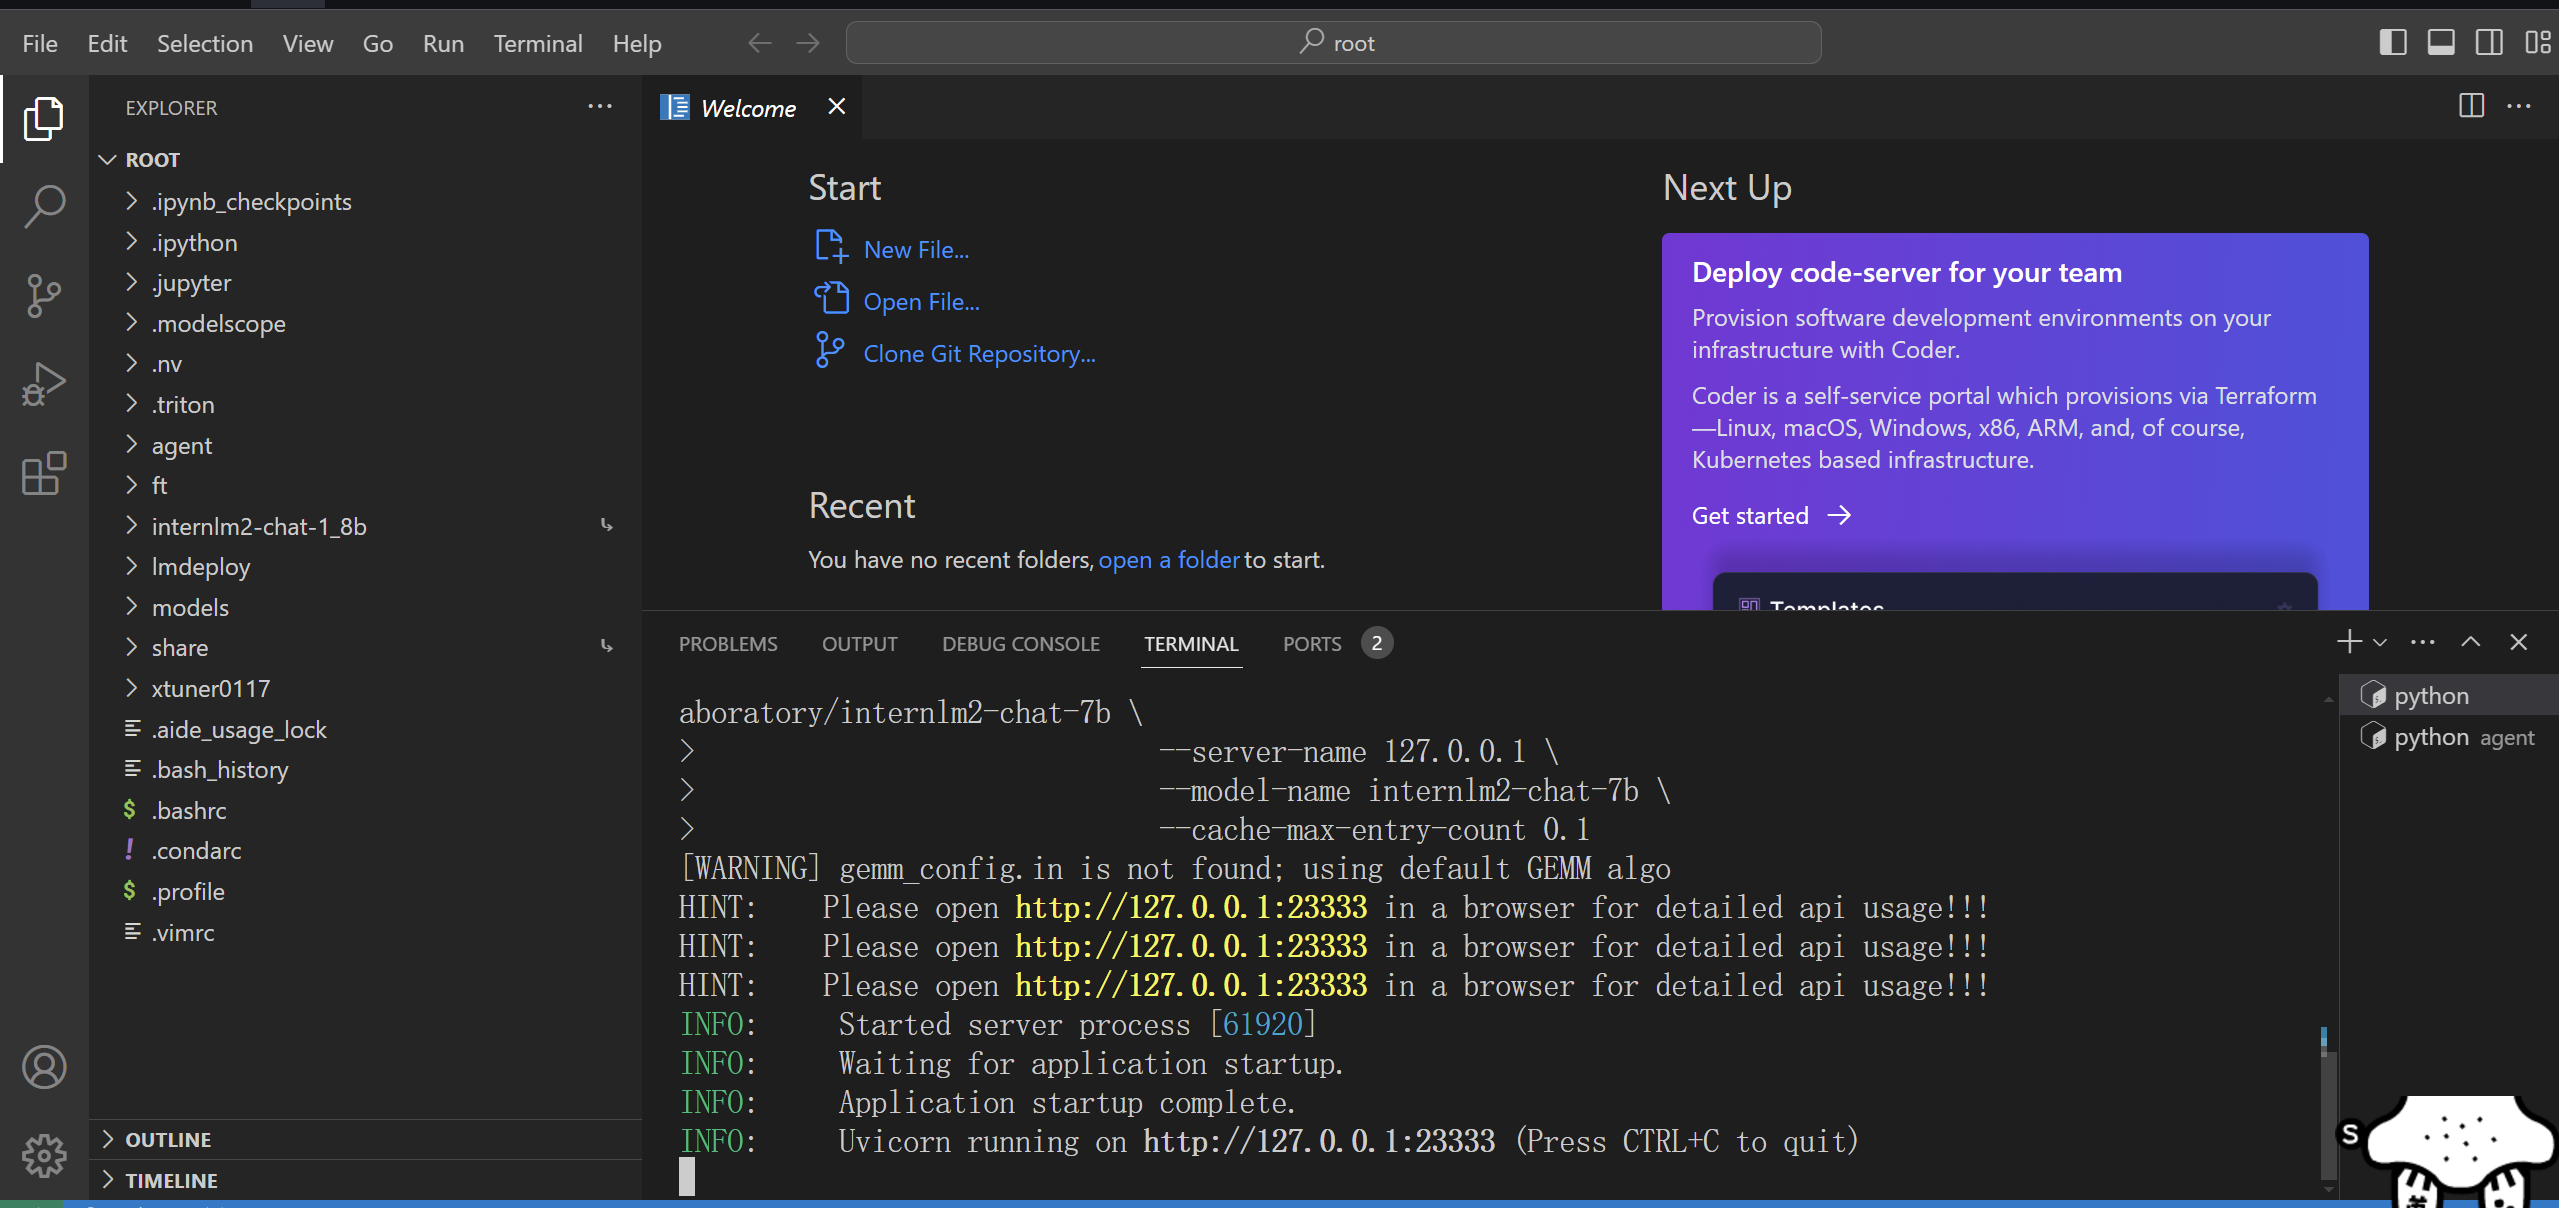 File Edit Selection View Go Run Terminal Help
root
EXPLORER
ROOT
.ipynb_checkpoints
.ipython
.jupyter
.modelscope
.nv
.triton
agent
ft
internlm2-chat-1_8b
lmdeploy
models
share
xtuner0117
.aide_usage_lock
.bash_history
.bashrc
.condarc
.profile
.vimrc
OUTLINE
TIMELINE
Welcome
Start
New File...
Open File...
Clone Git Repository...
Recent
You have no recent folders, open a folder to start.
Next Up
Deploy code-server for your team
Provision software development environments on your
infrastructure with Coder.
Coder is a self-service portal which provisions via Terraform
—Linux, macOS, Windows, x86, ARM, and, of course,
Kubernetes based infrastructure.
Get started →
Templates
PROBLEMS OUTPUT DEBUG CONSOLE TERMINAL PORTS 2
aboratory/internlm2-chat-7b \
> --server-name 127.0.0.1 \
> --model-name internlm2-chat-7b \
> --cache-max-entry-count 0.1
[WARNING] gemm_config.in is not found; using default GEMM algo
HINT: Please open http://127.0.0.1:23333 in a browser for detailed api usage!!!
HINT: Please open http://127.0.0.1:23333 in a browser for detailed api usage!!!
HINT: Please open http://127.0.0.1:23333 in a browser for detailed api usage!!!
INFO: Started server process [61920]
INFO: Waiting for application startup.
INFO: Application startup complete.
INFO: Uvicorn running on http://127.0.0.1:23333 (Press CTRL+C to quit)
python
python agent
S